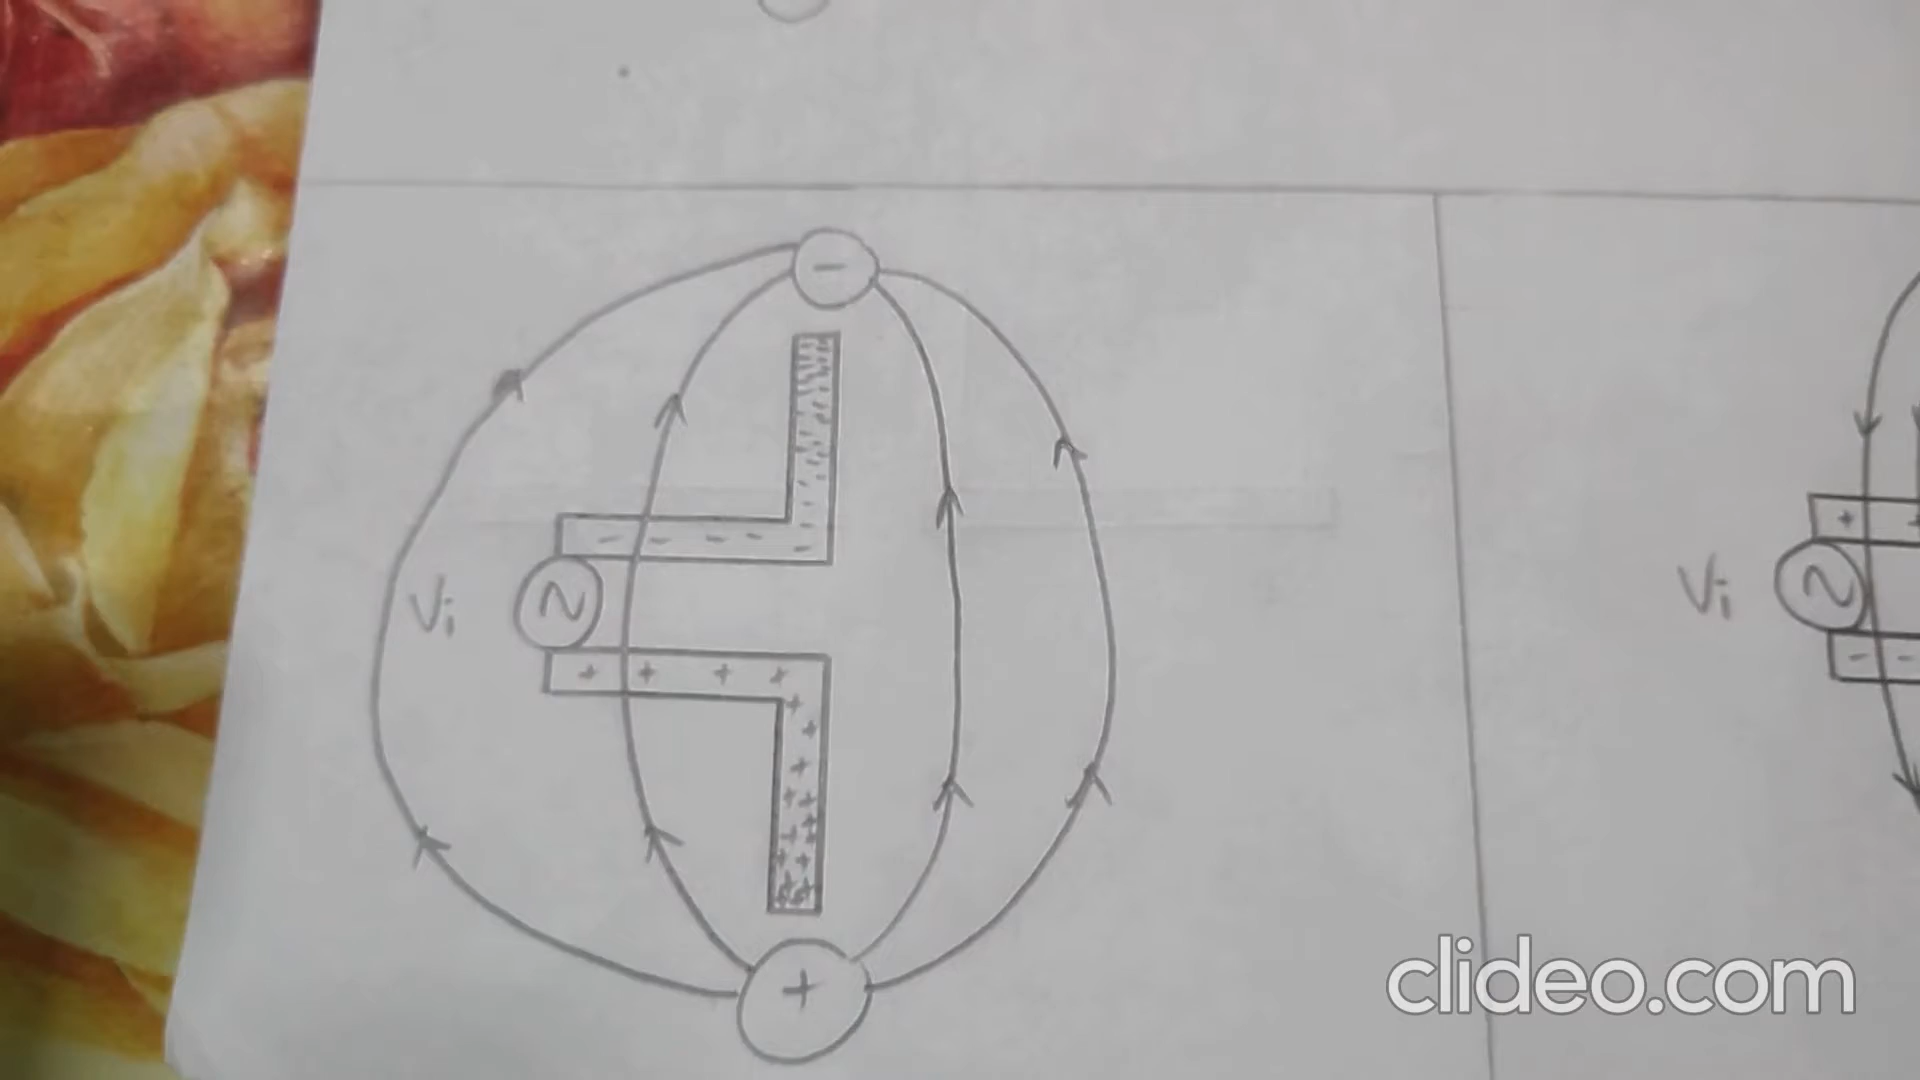 −
− − − −
Vi
~
+ + + +
+
Vi
~
+
− −
clideo.com